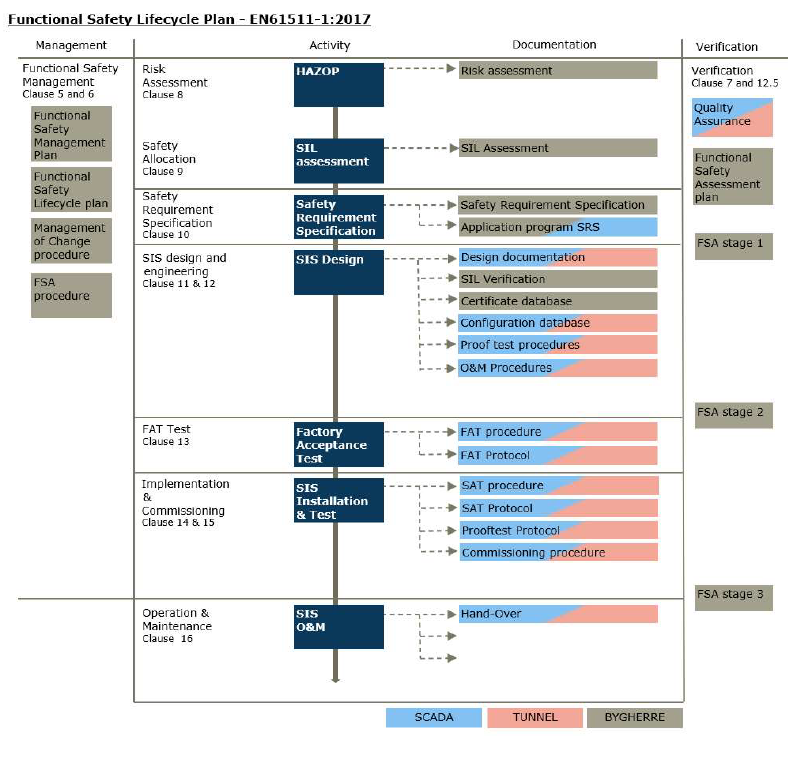 Functional Safety Lifecycle Plan - EN61511-1:2017
Management
Activity
Documentation
Verification
Functional Safety
Management
Clause 5 and 6
Functional
Safety
Management
Plan
Functional
Safety
Lifecycle plan
Management
of Change
procedure
FSA
procedure
Risk
Assessment
Clause 8
HAZOP
Risk assessment
Safety
Allocation
Clause 9
SIL
assessment
SIL Assessment
Safety
Requirement
Specification
Clause 10
Safety
Requirement
Specification
Safety Requirement Specification
Application program SRS
SIS design and
engineering
Clause 11 & 12
SIS Design
Design documentation
SIL Verification
Certificate database
Configuration database
Proof test procedures
O&M Procedures
FAT Test
Clause 13
Factory
Acceptance
Test
FAT procedure
FAT Protocol
Implementation
&
Commissioning
Clause 14 & 15
SIS
Installation
& Test
SAT procedure
SAT Protocol
Prooftest Protocol
Commissioning procedure
Operation &
Maintenance
Clause 16
SIS
O&M
Hand-Over
Verification
Clause 7 and 12.5
Quality
Assurance
Functional
Safety
Assessment
plan
FSA stage 1
FSA stage 2
FSA stage 3
SCADA
TUNNEL
BYGHERRE